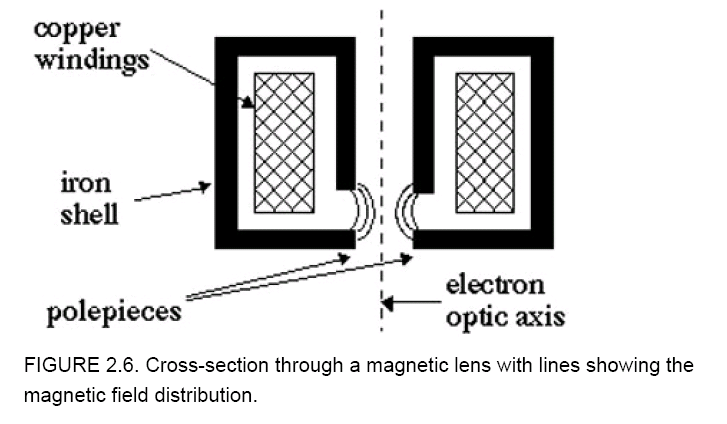 copper
windings
iron
shell
polepieces
electron
optic axis
FIGURE 2.6. Cross-section through a magnetic lens with lines showing the
magnetic field distribution.